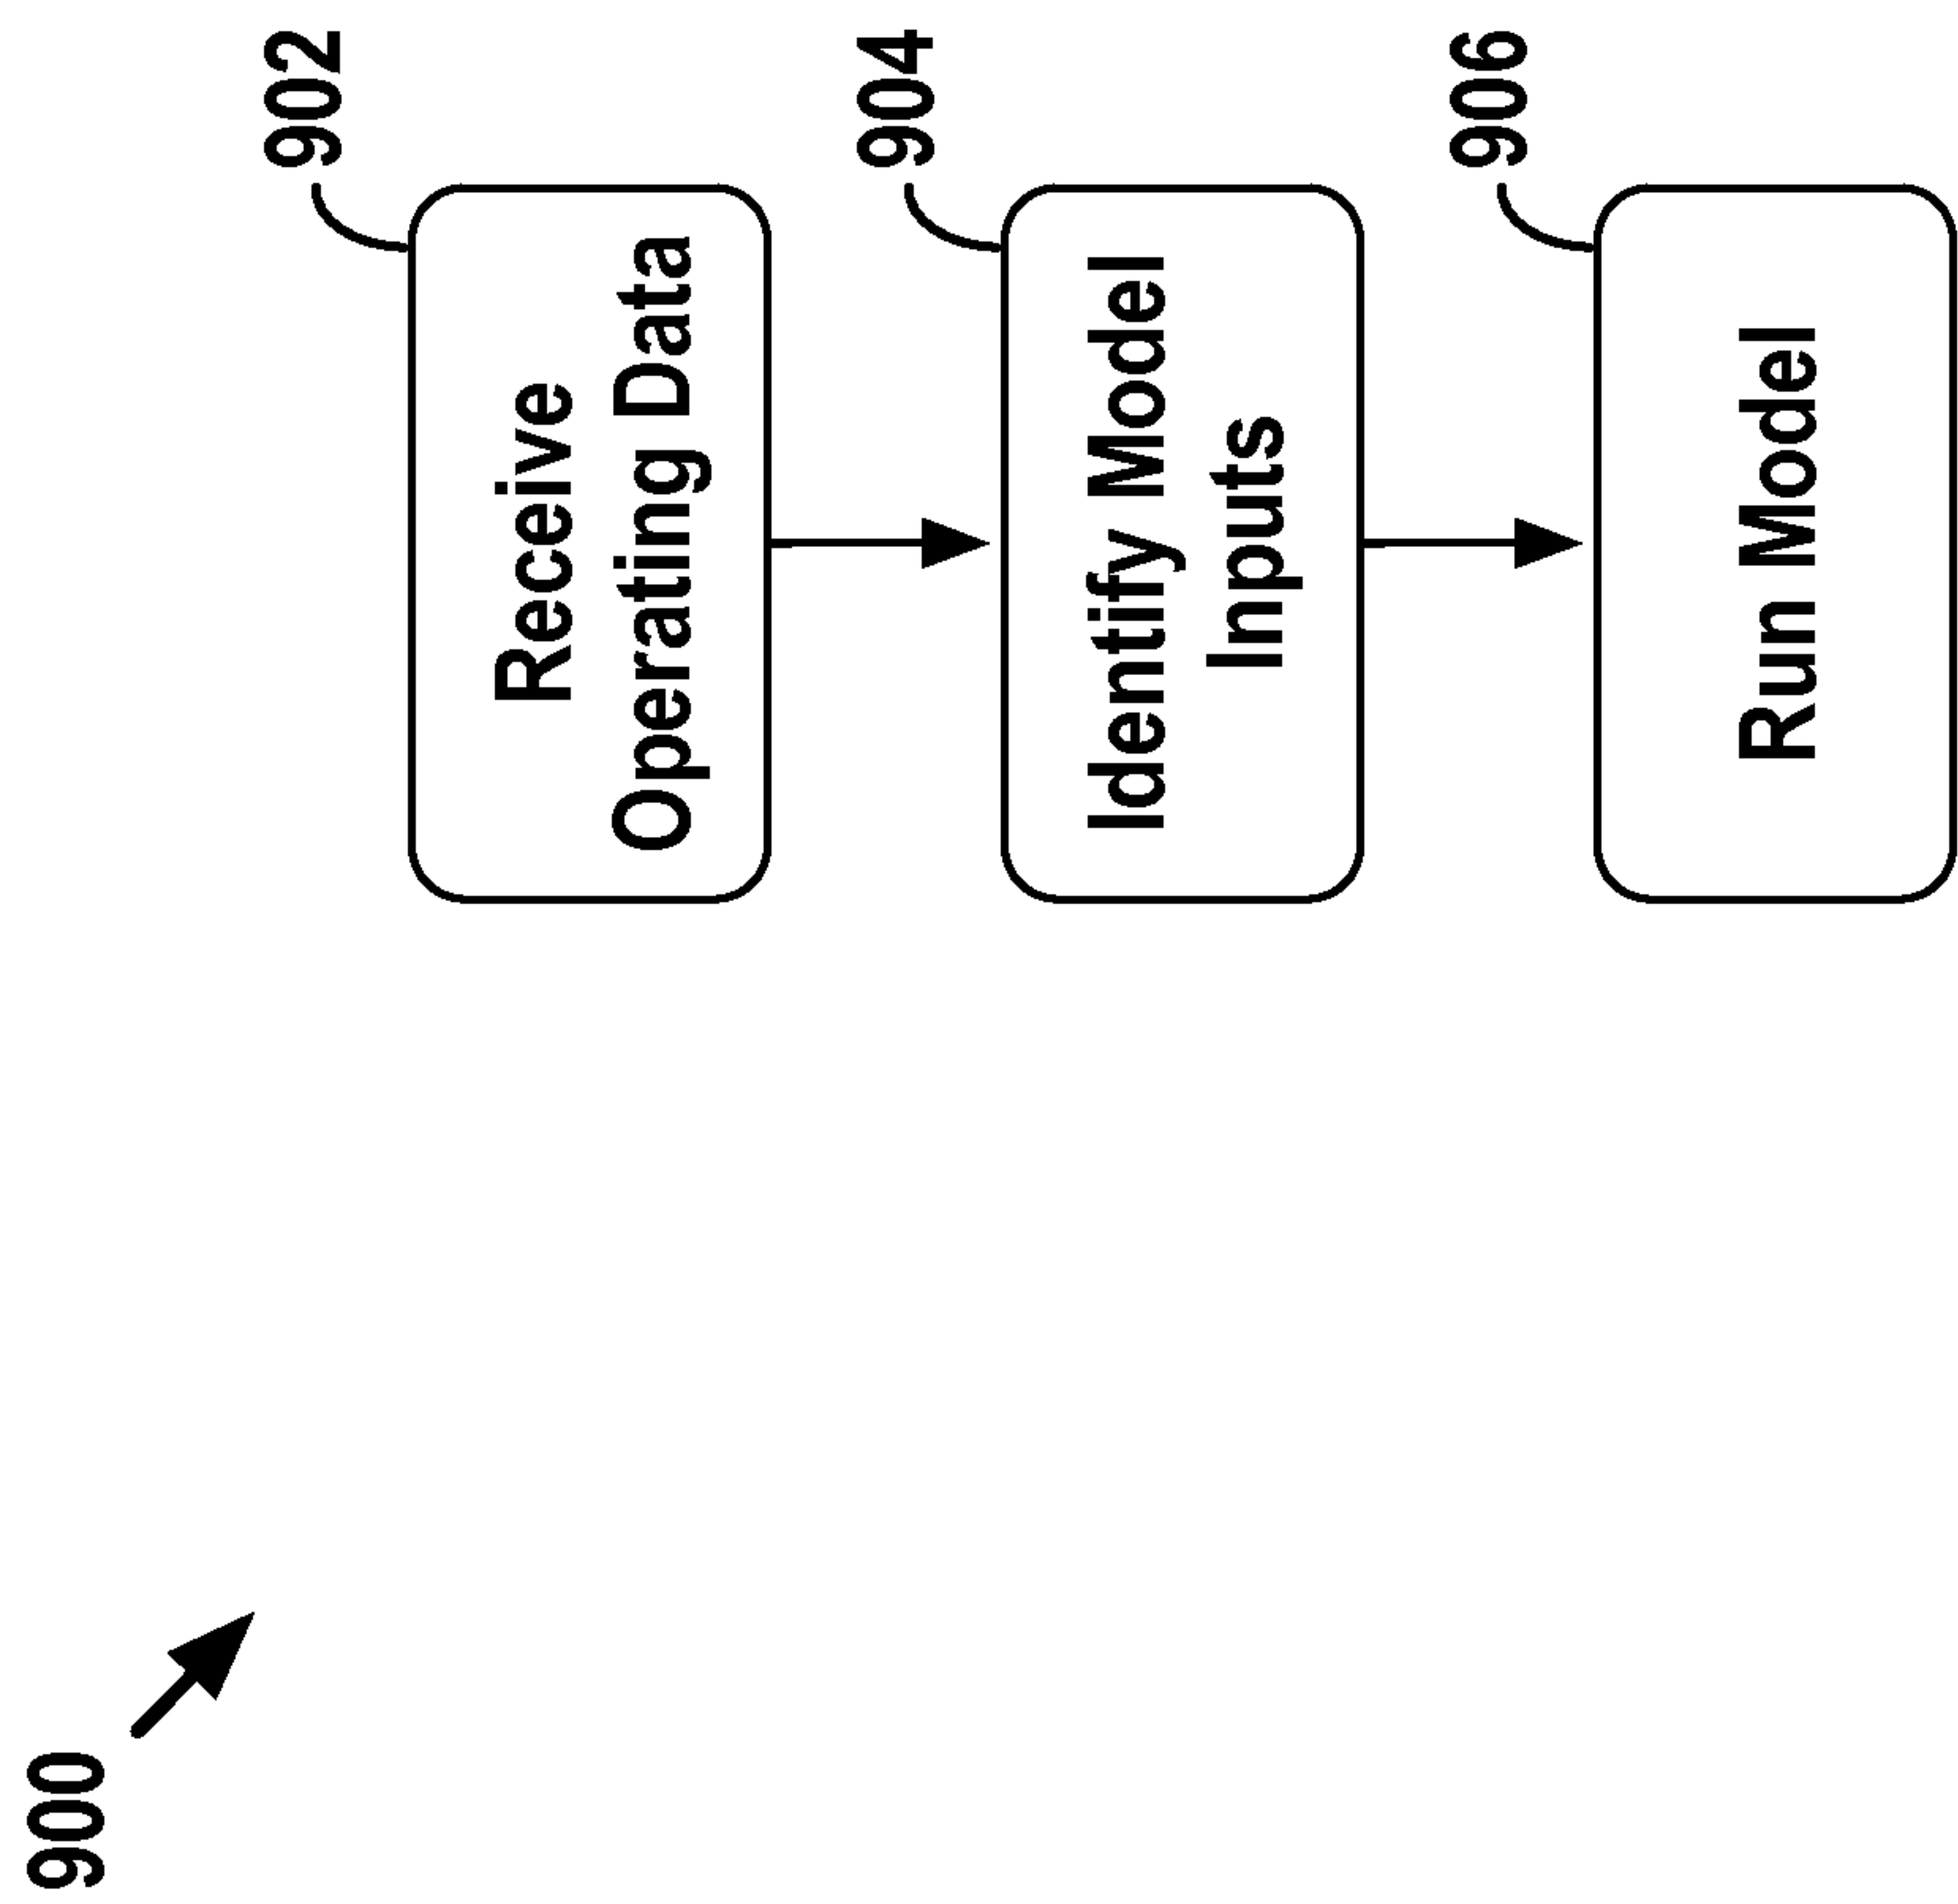 900
902
Receive
Operating Data
904
Identify Model
Inputs
906
Run Model